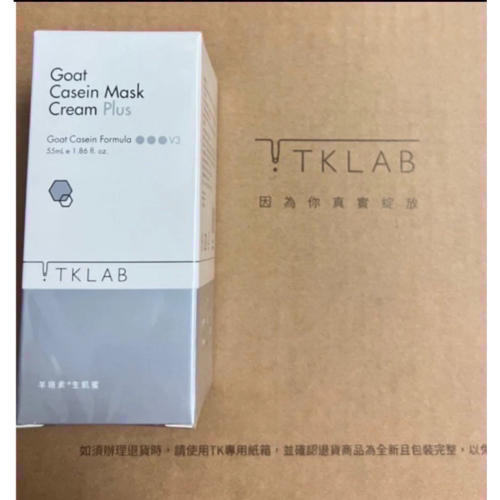 Goat
Casein Mask
Cream Plus
Goat Casein Formula V3
55mL e 1.86 fl. oz.
TKLAB
羊珞素⁺生肌蜜
TKLAB
因為你真實綻放
如須辦理退貨時，請使用TK專用紙箱，並確認退貨商品為全新且包裝完整，以免